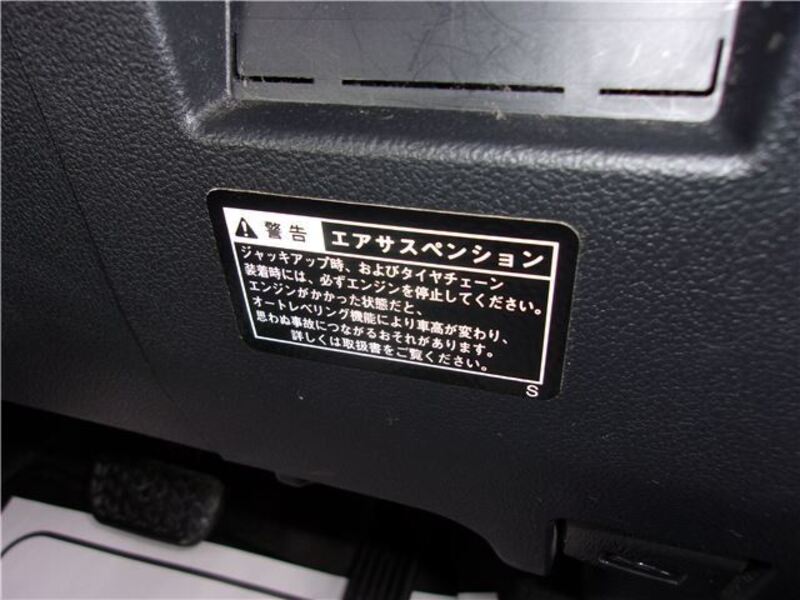 警告 エアサスペンション
ジャッキアップ時、およびタイヤチェーン
装着時には、必ずエンジンを停止してください。
エンジンがかかった状態だと、
オートレベリング機能により車高が変わり、
思わぬ事故につながるおそれがあります。
詳しくは取扱書をご覧ください。
S